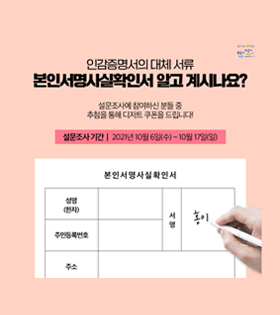 인감증명서의 대체 서류
본인서명사실확인서 알고 계시나요?
설문조사에 참여하신 분들 중
추첨을 통해 디저트 쿠폰을 드립니다!
설문조사 기간 | 2021년 10월 6일(수) ~ 10월 17일(일)
본인서명사실확인서
성명
(한자)
서
명
홍이
주민등록번호
주소